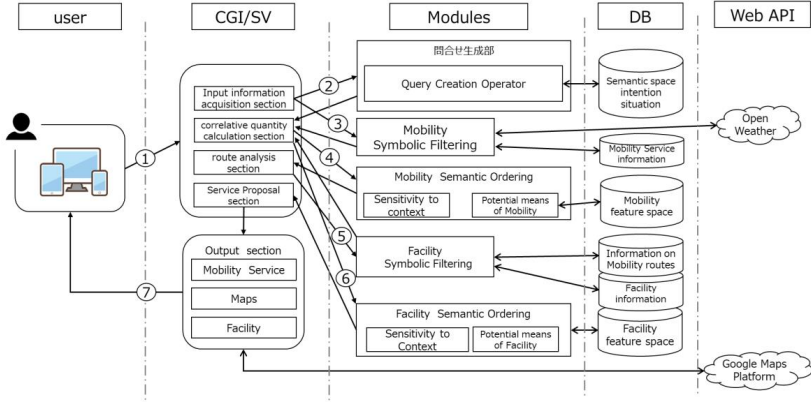 user
CGI/SV
Modules
DB
Web API
1
Input information
acquisition section
correlative quantity
calculation section
route analysis
section
Service Proposal
section
Output section
Mobility Service
Maps
Facility
7
2
3
4
5
6
問合せ生成部
Query Creation Operator
Mobility
Symbolic Filtering
Mobility Semantic Ordering
Sensitivity to
context
Potential means
of Mobility
Facility
Symbolic Filtering
Facility Semantic Ordering
Sensitivity to
Context
Potential means
of Facility
Semantic space
intention
situation
Mobility Service
information
Mobility
feature space
Information on
Mobility routes
Facility
information
Facility
feature space
Open
Weather
Google Maps
Platform